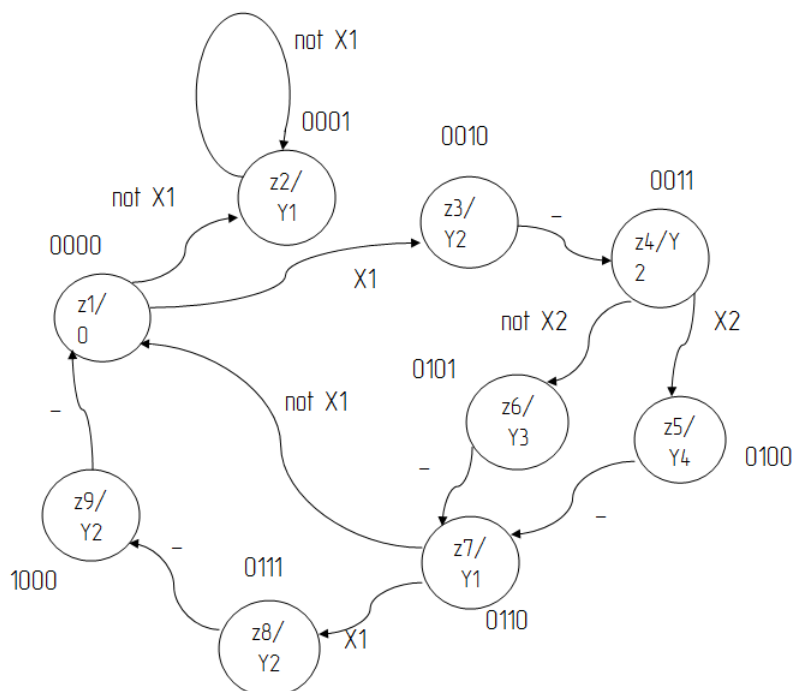 not X1
0001
0010
z2/
Y1
0011
not X1
z3/
Y2
–
z4/Y
2
0000
X1
z1/
0
not X2
X2
0101
not X1
z6/
Y3
z5/
Y4
0100
–
–
z9/
Y2
–
–
z7/
Y1
0111
1000
0110
z8/
Y2
X1